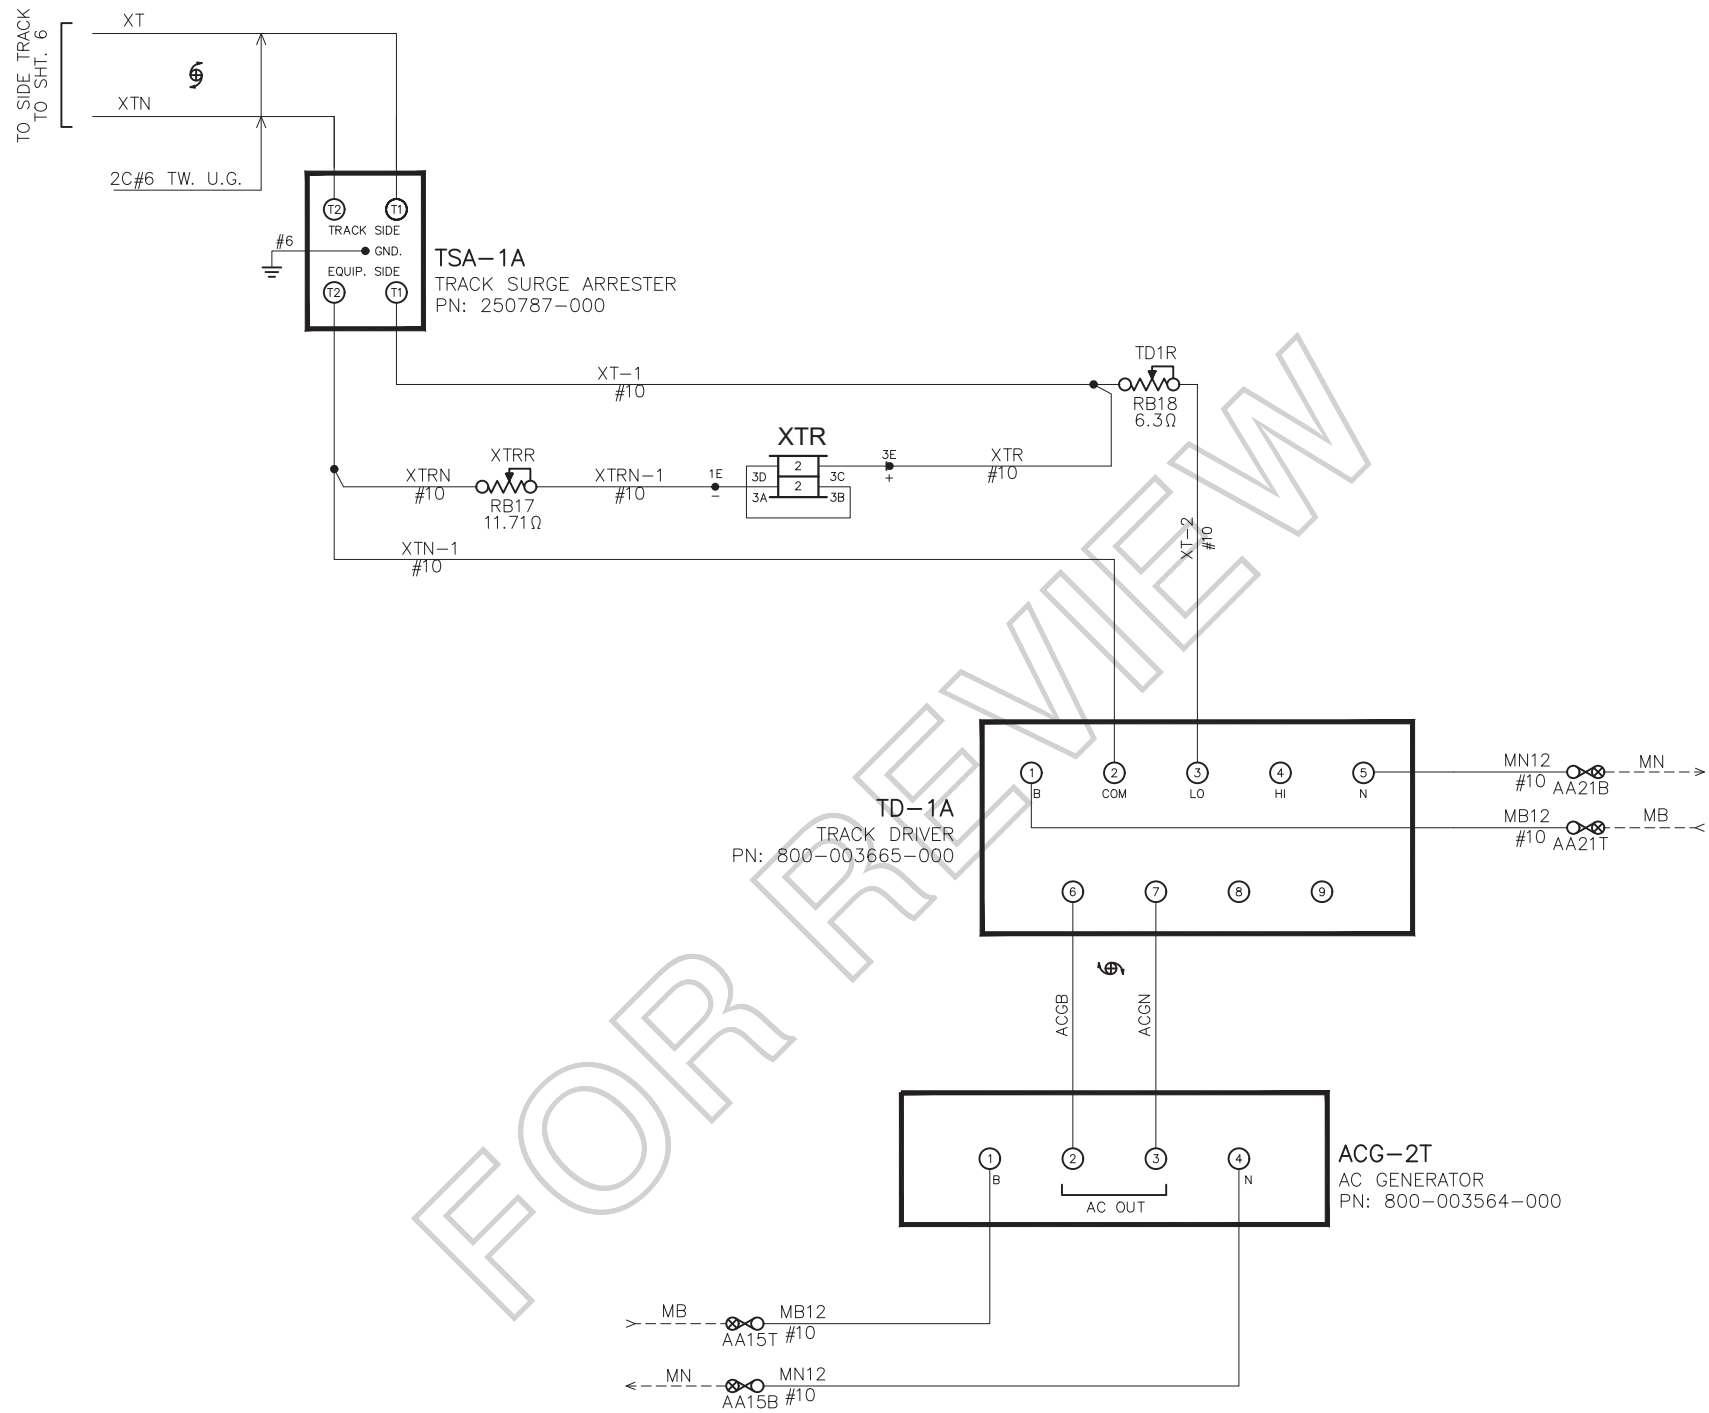 TO SIDE TRACK
TO SHT. 6
XT
XTN
2C#6 TW. U.G.
T2
T1
TRACK SIDE
#6
GND.
EQUIP. SIDE
T2
T1
TSA-1A
TRACK SURGE ARRESTER
PN: 250787-000
XT-1
#10
TD1R
RB18
6.3Ω
XTRR
XTRN
#10
RB17
11.71Ω
XTRN-1
#10
1E
-
XTR
3D
2
3C
3A
2
3B
3E
+
XTR
#10
XTN-1
#10
XT-2
#10
1
B
2
COM
3
LO
4
HI
5
N
6
7
8
9
TD-1A
TRACK DRIVER
PN: 800-003665-000
MN12
#10
AA21B
MN
MB12
#10
AA21T
MB
ACGB
ACGN
1
B
2
3
AC OUT
4
N
ACG-2T
AC GENERATOR
PN: 800-003564-000
MB
AA15T
MB12
#10
MN
AA15B
MN12
#10
FOR REVIEW